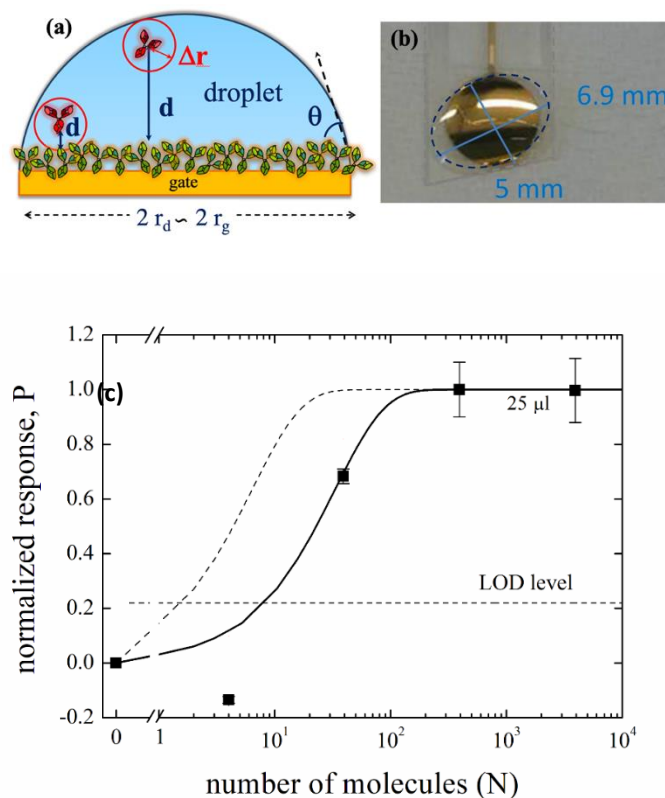 (a)
Δr
d
d
droplet
θ
gate
2 r_d ∽ 2 r_g
(b)
6.9 mm
5 mm
(c)
1.2
1.0
0.8
0.6
0.4
0.2
0.0
-0.2
normalized response, P
25 µl
LOD level
0 1 10^1 10^2 10^3 10^4
number of molecules (N)